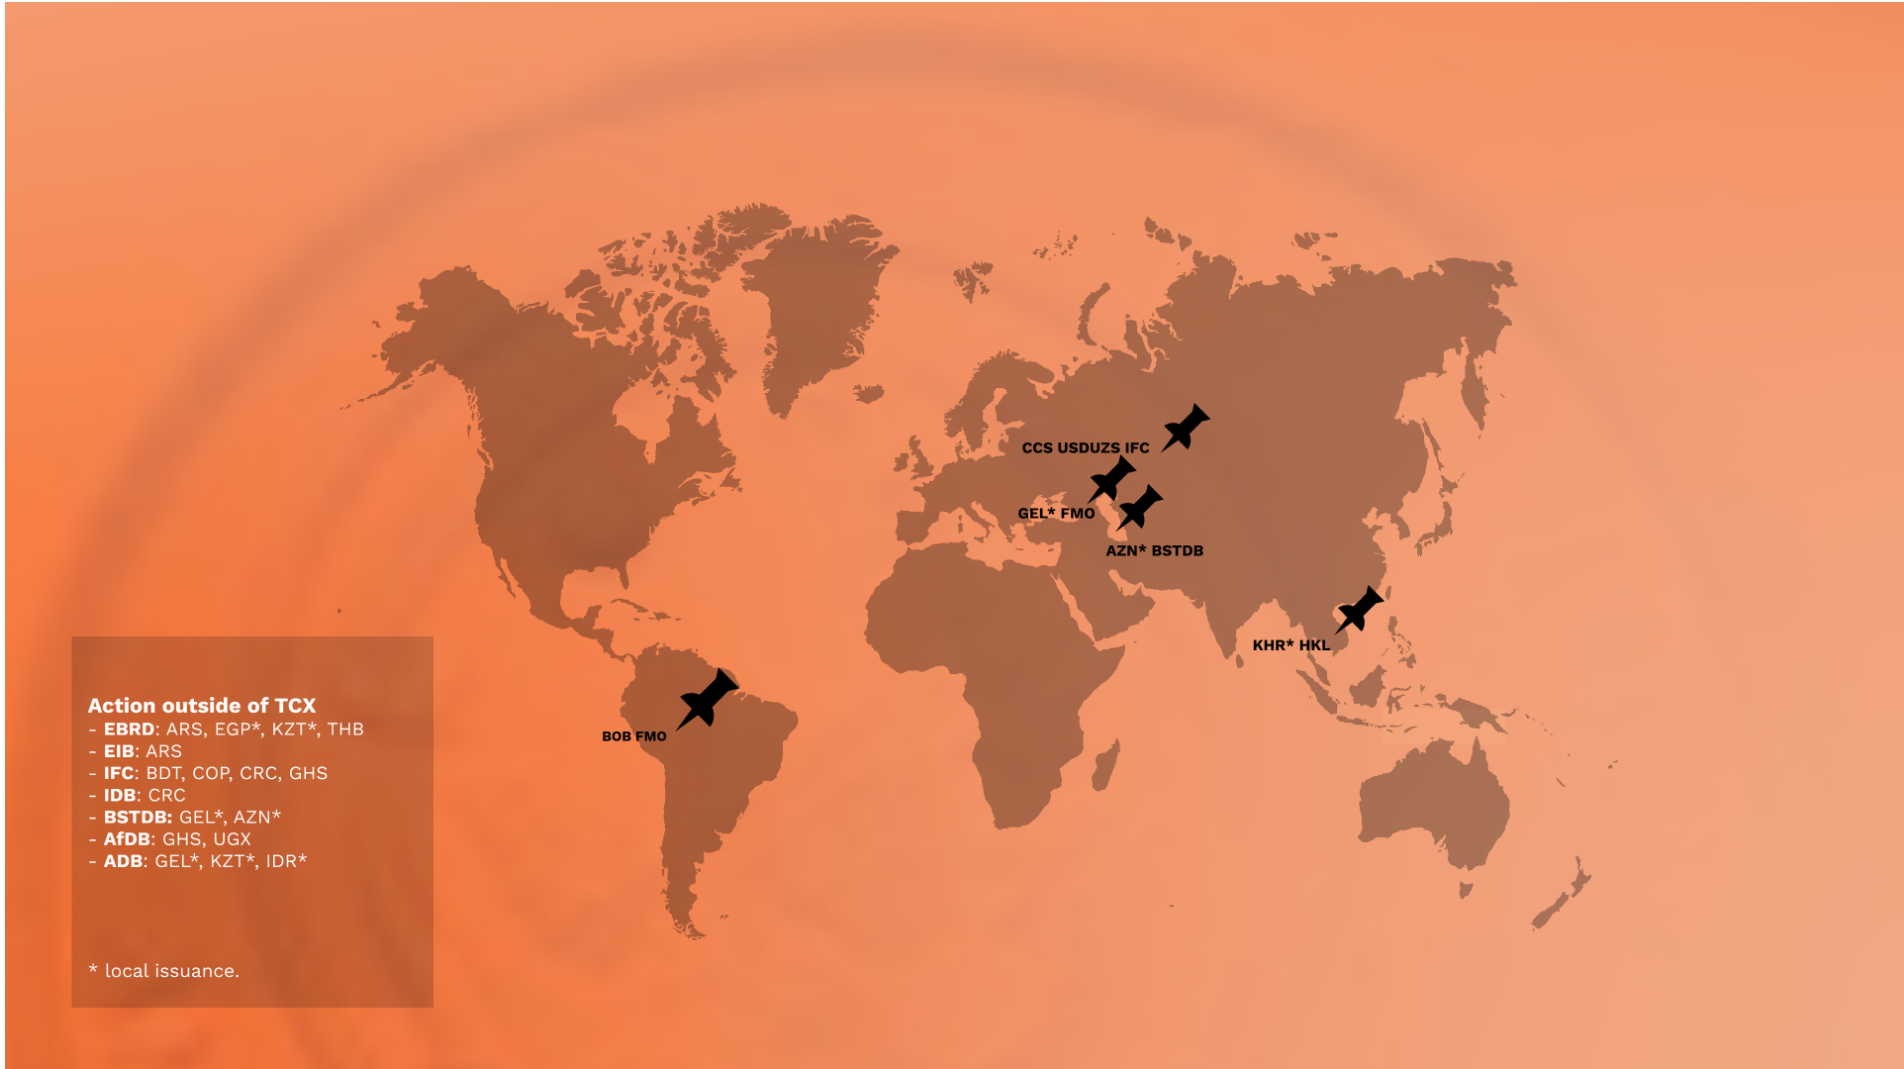 CCS USDUZS IFC
GEL* FMO
AZN* BSTDB
KHR* HKL
BOB FMO
Action outside of TCX
- EBRD: ARS, EGP*, KZT*, THB
- EIB: ARS
- IFC: BDT, COP, CRC, GHS
- IDB: CRC
- BSTDB: GEL*, AZN*
- AfDB: GHS, UGX
- ADB: GEL*, KZT*, IDR*
* local issuance.